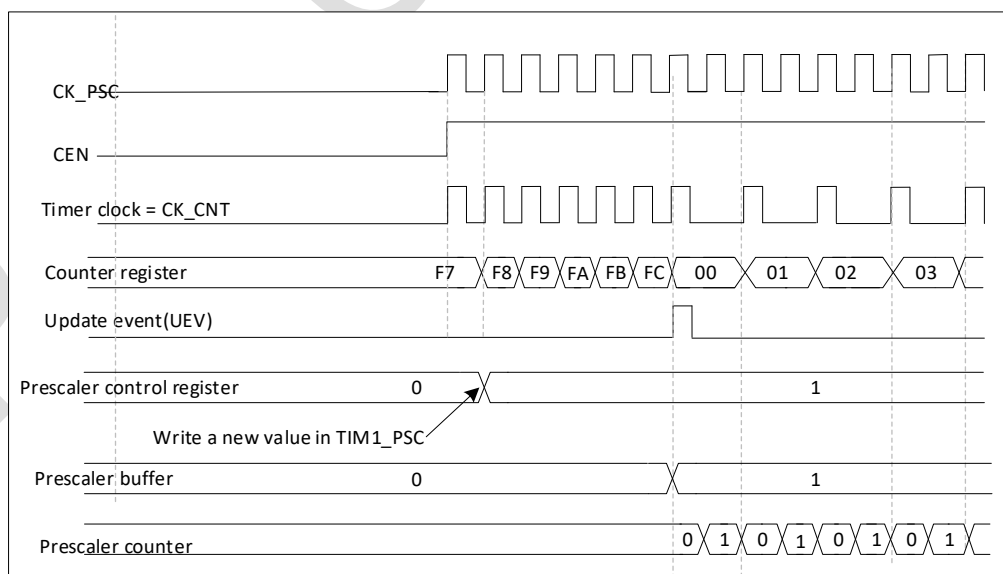 CK_PSC
CEN
Timer clock = CK_CNT
Counter register F7 F8 F9 FA FB FC 00 01 02 03
Update event(UEV)
Prescaler control register 0 1
Write a new value in TIM1_PSC
Prescaler buffer 0 1
Prescaler counter 0 1 0 1 0 1 0 1